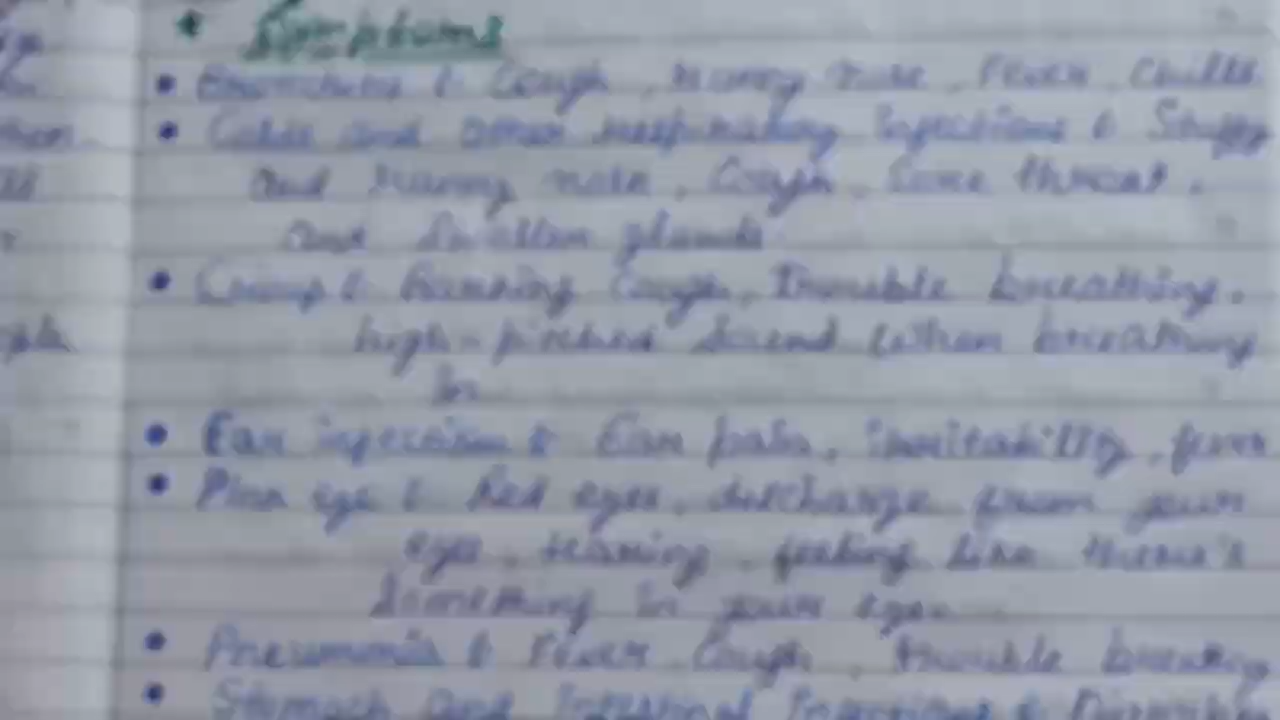 Symptoms
Bronchitis : Cough, runny nose, Fever, Chills
Colds and other respiratory infections : Stuffy
and runny nose, Cough, Sore throat,
and Swollen glands
Croup : Barking Cough, Trouble breathing,
high-pitched Sound when breathing
in
Ear infection : Ear pain, irritability, fever
Pink eye : Red eyes, discharge from your
eyes, tearing, feeling like there's
Something in your eyes
Pneumonia : Fever, Cough, trouble
Stomach and Intestinal Infections :